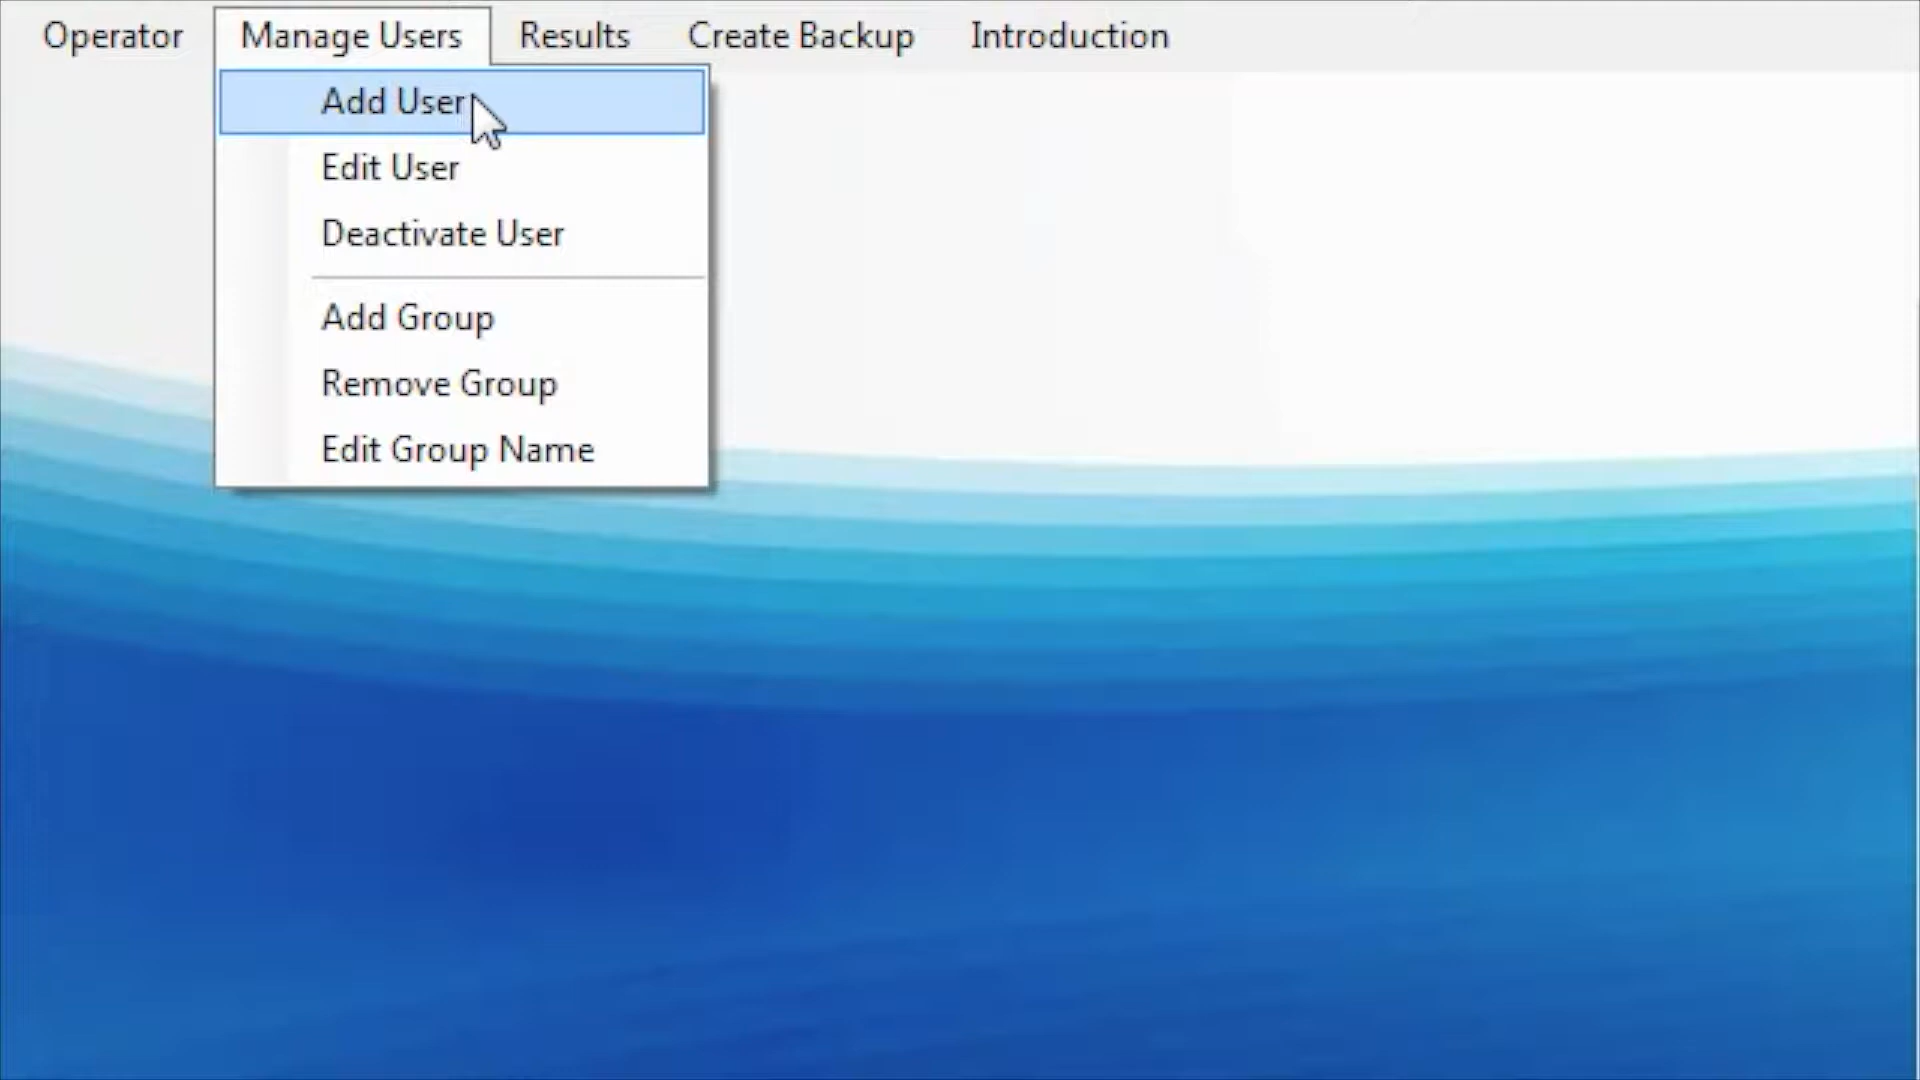 Operator Manage Users Results Create Backup Introduction
Add User
Edit User
Deactivate User
Add Group
Remove Group
Edit Group Name